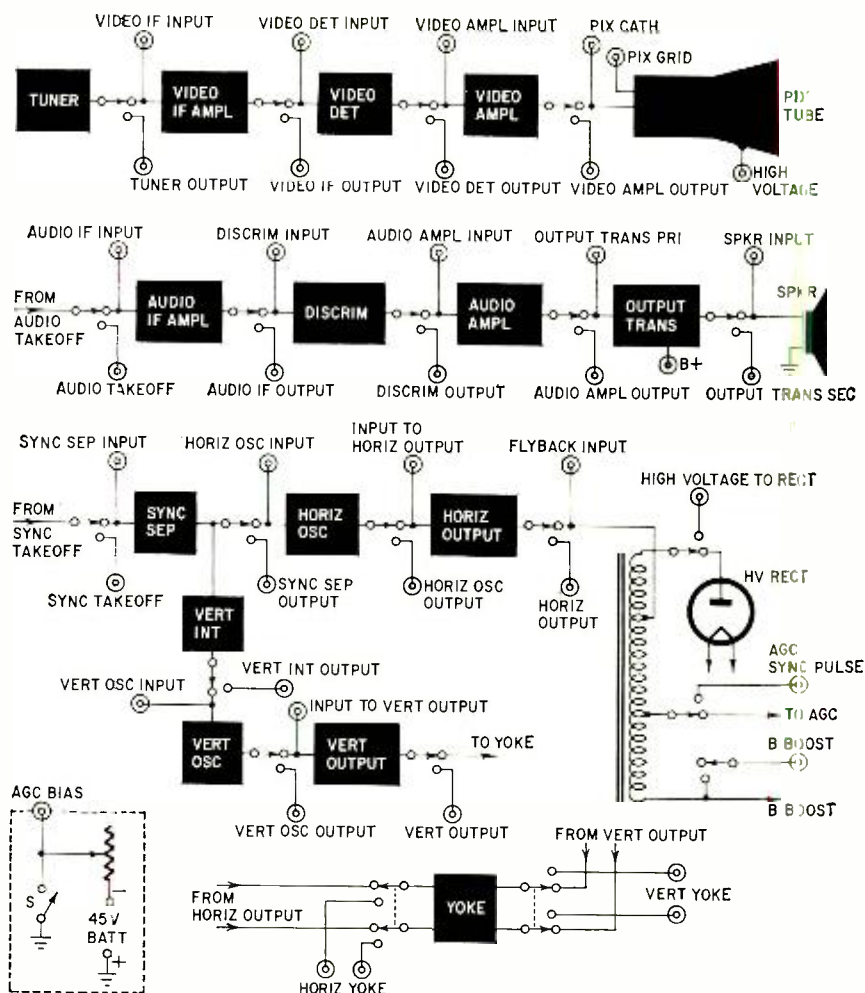 VIDEO IF INPUT
VIDEO DET INPUT
VIDEO AMPL INPUT
PIX CATH
PIX GRID
TUNER
VIDEO
IF AMPL
VIDEO
DET
VIDEO
AMPL
PIX
TUBE
TUNER OUTPUT
VIDEO IF OUTPUT
VIDEO DET OUTPUT
VIDEO AMPL OUTPUT
HIGH
VOLTAGE
AUDIO IF INPUT
DISCRIM INPUT
AUDIO AMPL INPUT
OUTPUT TRANS PRI
SPKR INPUT
FROM
AUDIO
TAKEOFF
AUDIO
IF AMPL
DISCRIM
AUDIO
AMPL
OUTPUT
TRANS
SPKR
B+
AUDIO TAKEOFF
AUDIO IF OUTPUT
DISCRIM OUTPUT
AUDIO AMPL OUTPUT
OUTPUT TRANS SEC
SYNC SEP INPUT
HORIZ OSC INPUT
INPUT TO
HORIZ OUTPUT
FLYBACK INPUT
HIGH VOLTAGE TO RECT
FROM
SYNC
TAKEOFF
SYNC
SEP
HORIZ
OSC
HORIZ
OUTPUT
HV RECT
SYNC TAKEOFF
SYNC SEP
OUTPUT
HORIZ OSC
OUTPUT
HORIZ
OUTPUT
VERT
INT
AGC
SYNC PULSE
VERT OSC INPUT
VERT INT OUTPUT
INPUT TO VERT OUTPUT
TO AGC
VERT
OSC
VERT
OUTPUT
TO YOKE
B BOOST
AGC BIAS
VERT OSC OUTPUT
VERT OUTPUT
B BOOST
FROM VERT OUTPUT
S
−
45V
BATT
+
FROM
HORIZ OUTPUT
YOKE
VERT YOKE
HORIZ YOKE